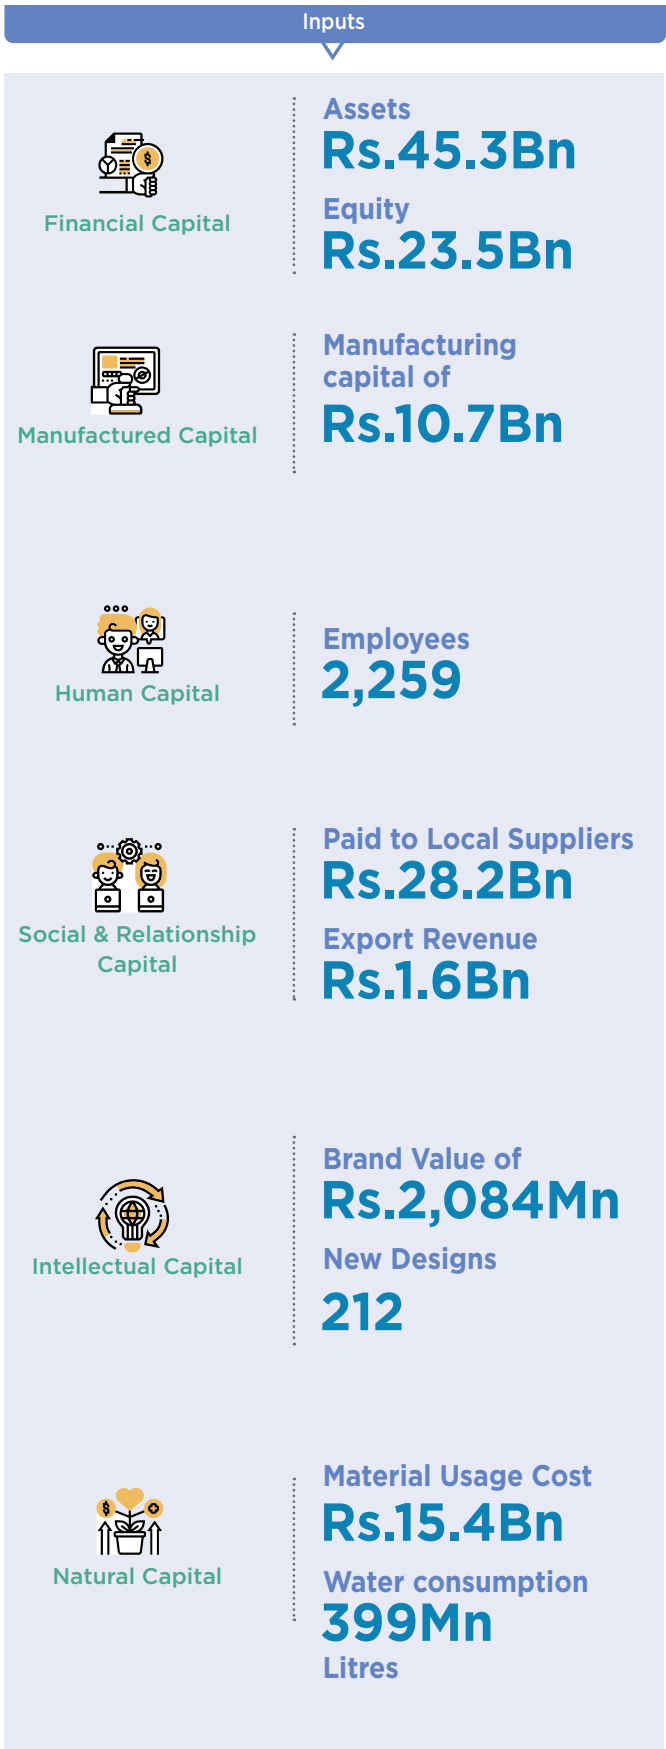 Inputs
Financial Capital
Assets
Rs.45.3Bn
Equity
Rs.23.5Bn
Manufactured Capital
Manufacturing
capital of
Rs.10.7Bn
Human Capital
Employees
2,259
Social & Relationship
Capital
Paid to Local Suppliers
Rs.28.2Bn
Export Revenue
Rs.1.6Bn
Intellectual Capital
Brand Value of
Rs.2,084Mn
New Designs
212
Natural Capital
Material Usage Cost
Rs.15.4Bn
Water consumption
399Mn
Litres